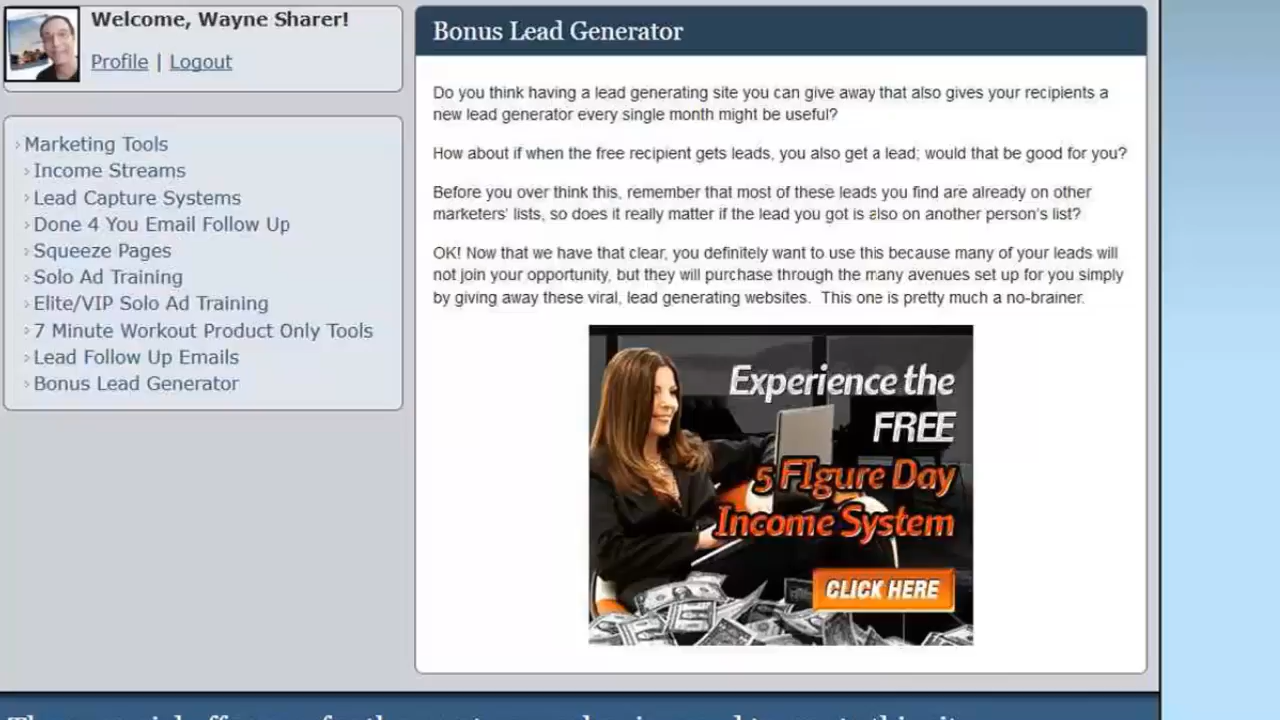 Welcome, Wayne Sharer!
Profile | Logout
Marketing Tools
Income Streams
Lead Capture Systems
Done 4 You Email Follow Up
Squeeze Pages
Solo Ad Training
Elite/VIP Solo Ad Training
7 Minute Workout Product Only Tools
Lead Follow Up Emails
Bonus Lead Generator
Bonus Lead Generator
Do you think having a lead generating site you can give away that also gives your recipients a
new lead generator every single month might be useful?
How about if when the free recipient gets leads, you also get a lead; would that be good for you?
Before you over think this, remember that most of these leads you find are already on other
marketers' lists, so does it really matter if the lead you got is also on another person's list?
OK! Now that we have that clear, you definitely want to use this because many of your leads will
not join your opportunity, but they will purchase through the many avenues set up for you simply
by giving away these viral, lead generating websites. This one is pretty much a no-brainer.
Experience the
FREE
5 FIgure Day
Income System
CLICK HERE